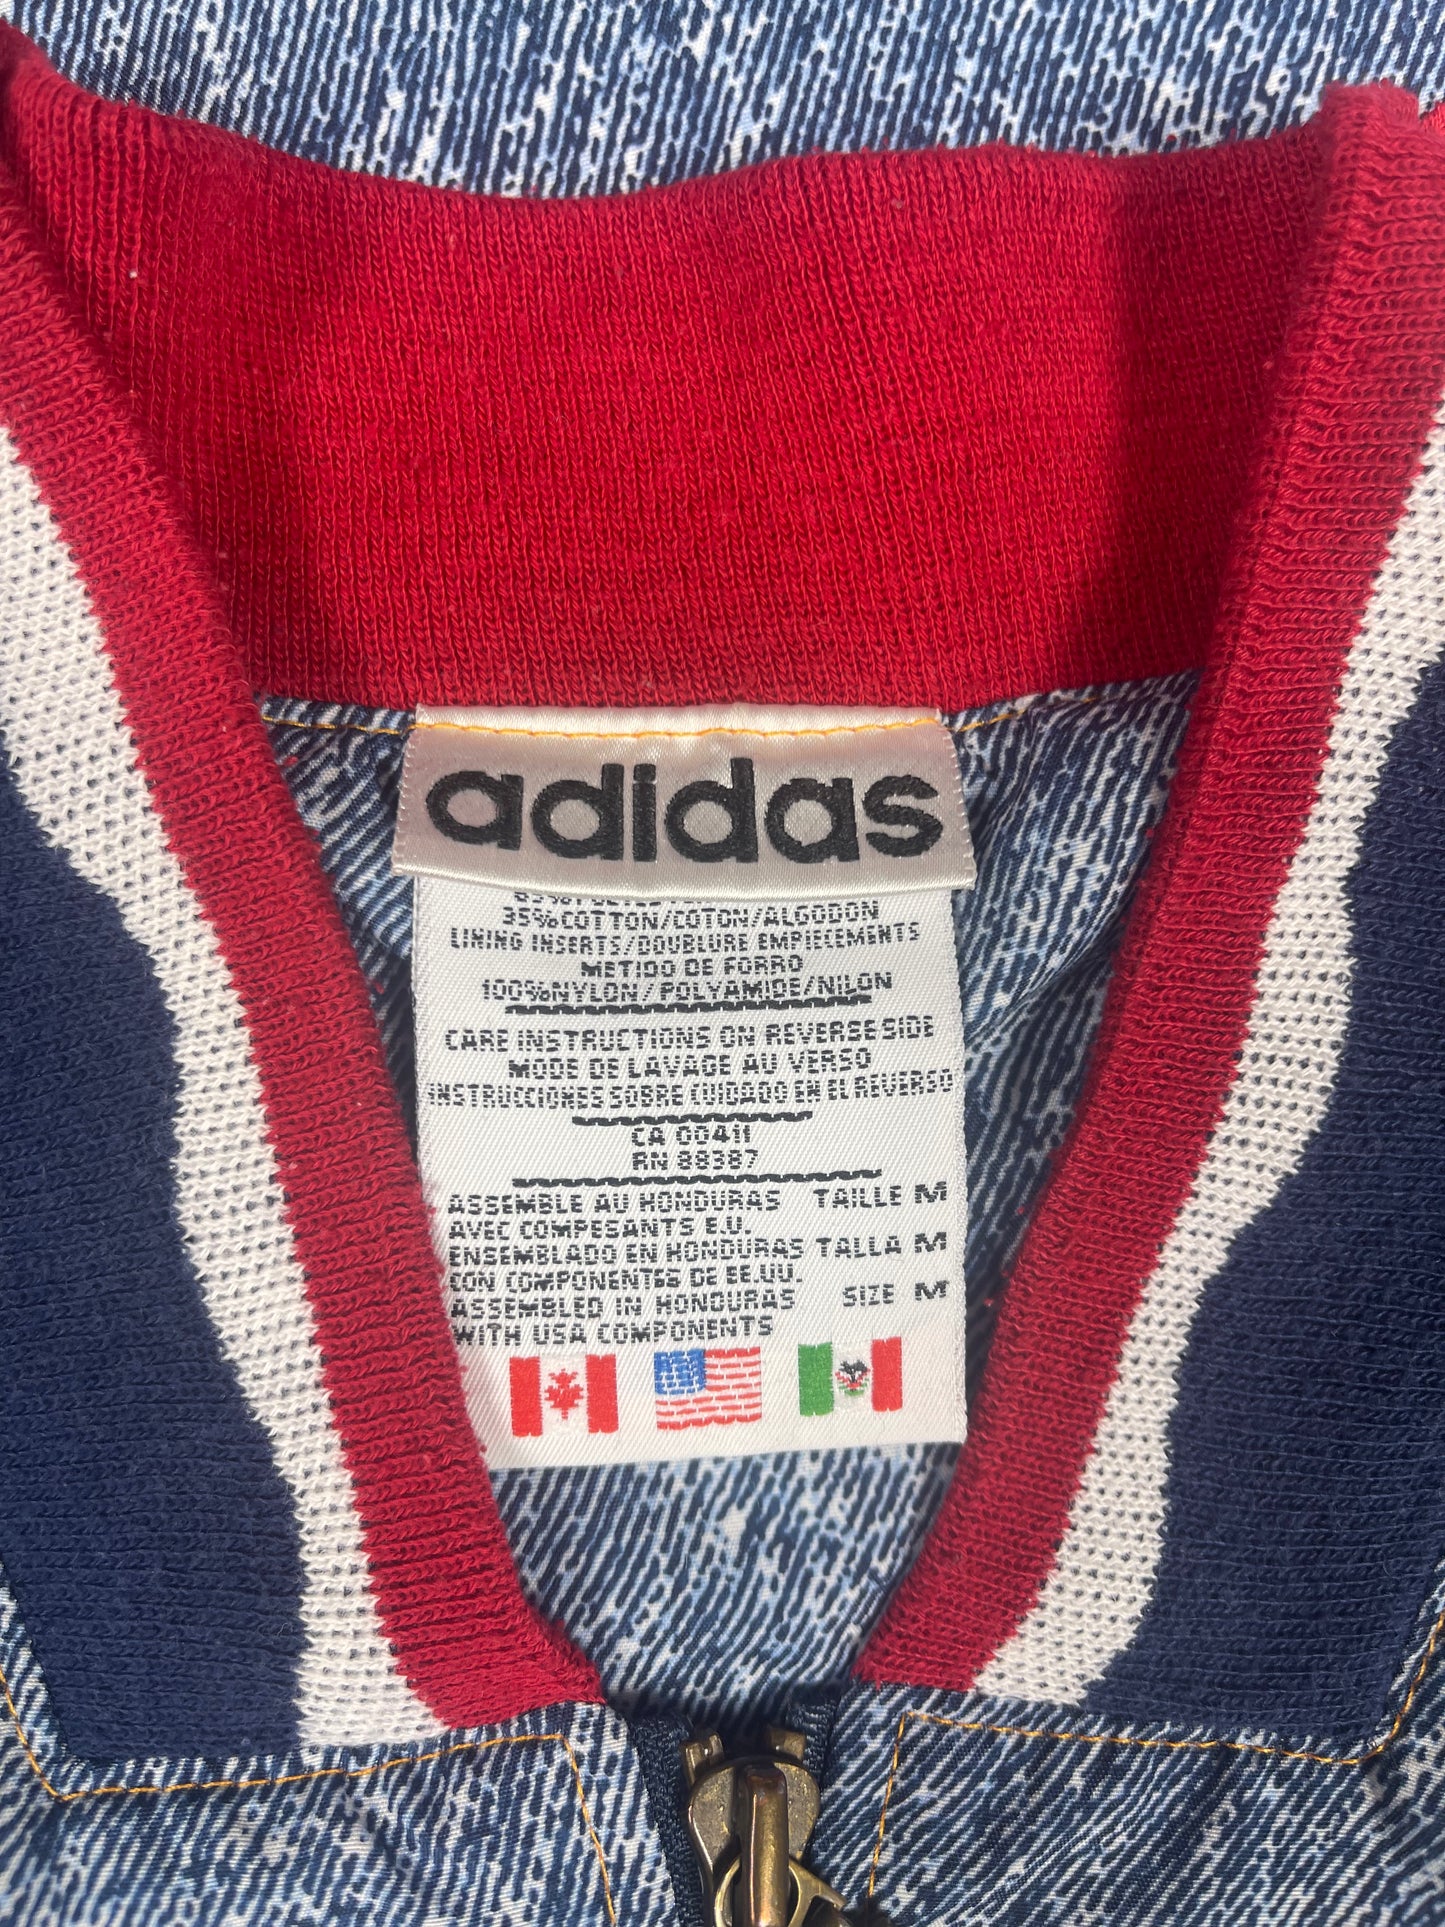 adidas
35% COTTON/COTON/ALGODON
LINING INSERTS/DOUBLURE EMPIECEMENTS
METIDO DE FORRO
100% NYLON/POLYAMIDE/NILON
CARE INSTRUCTIONS ON REVERSE SIDE
MODE DE LAVAGE AU VERSO
INSTRUCCIONES SOBRE CUIDADO EN EL REVERSO
CA 00411
RN 88387
ASSEMBLE AU HONDURAS TAILLE M
AVEC COMPESANTS E.U.
ENSEMBLADO EN HONDURAS TALLA M
CON COMPONENTES DE EE.UU.
ASSEMBLED IN HONDURAS SIZE M
WITH USA COMPONENTS